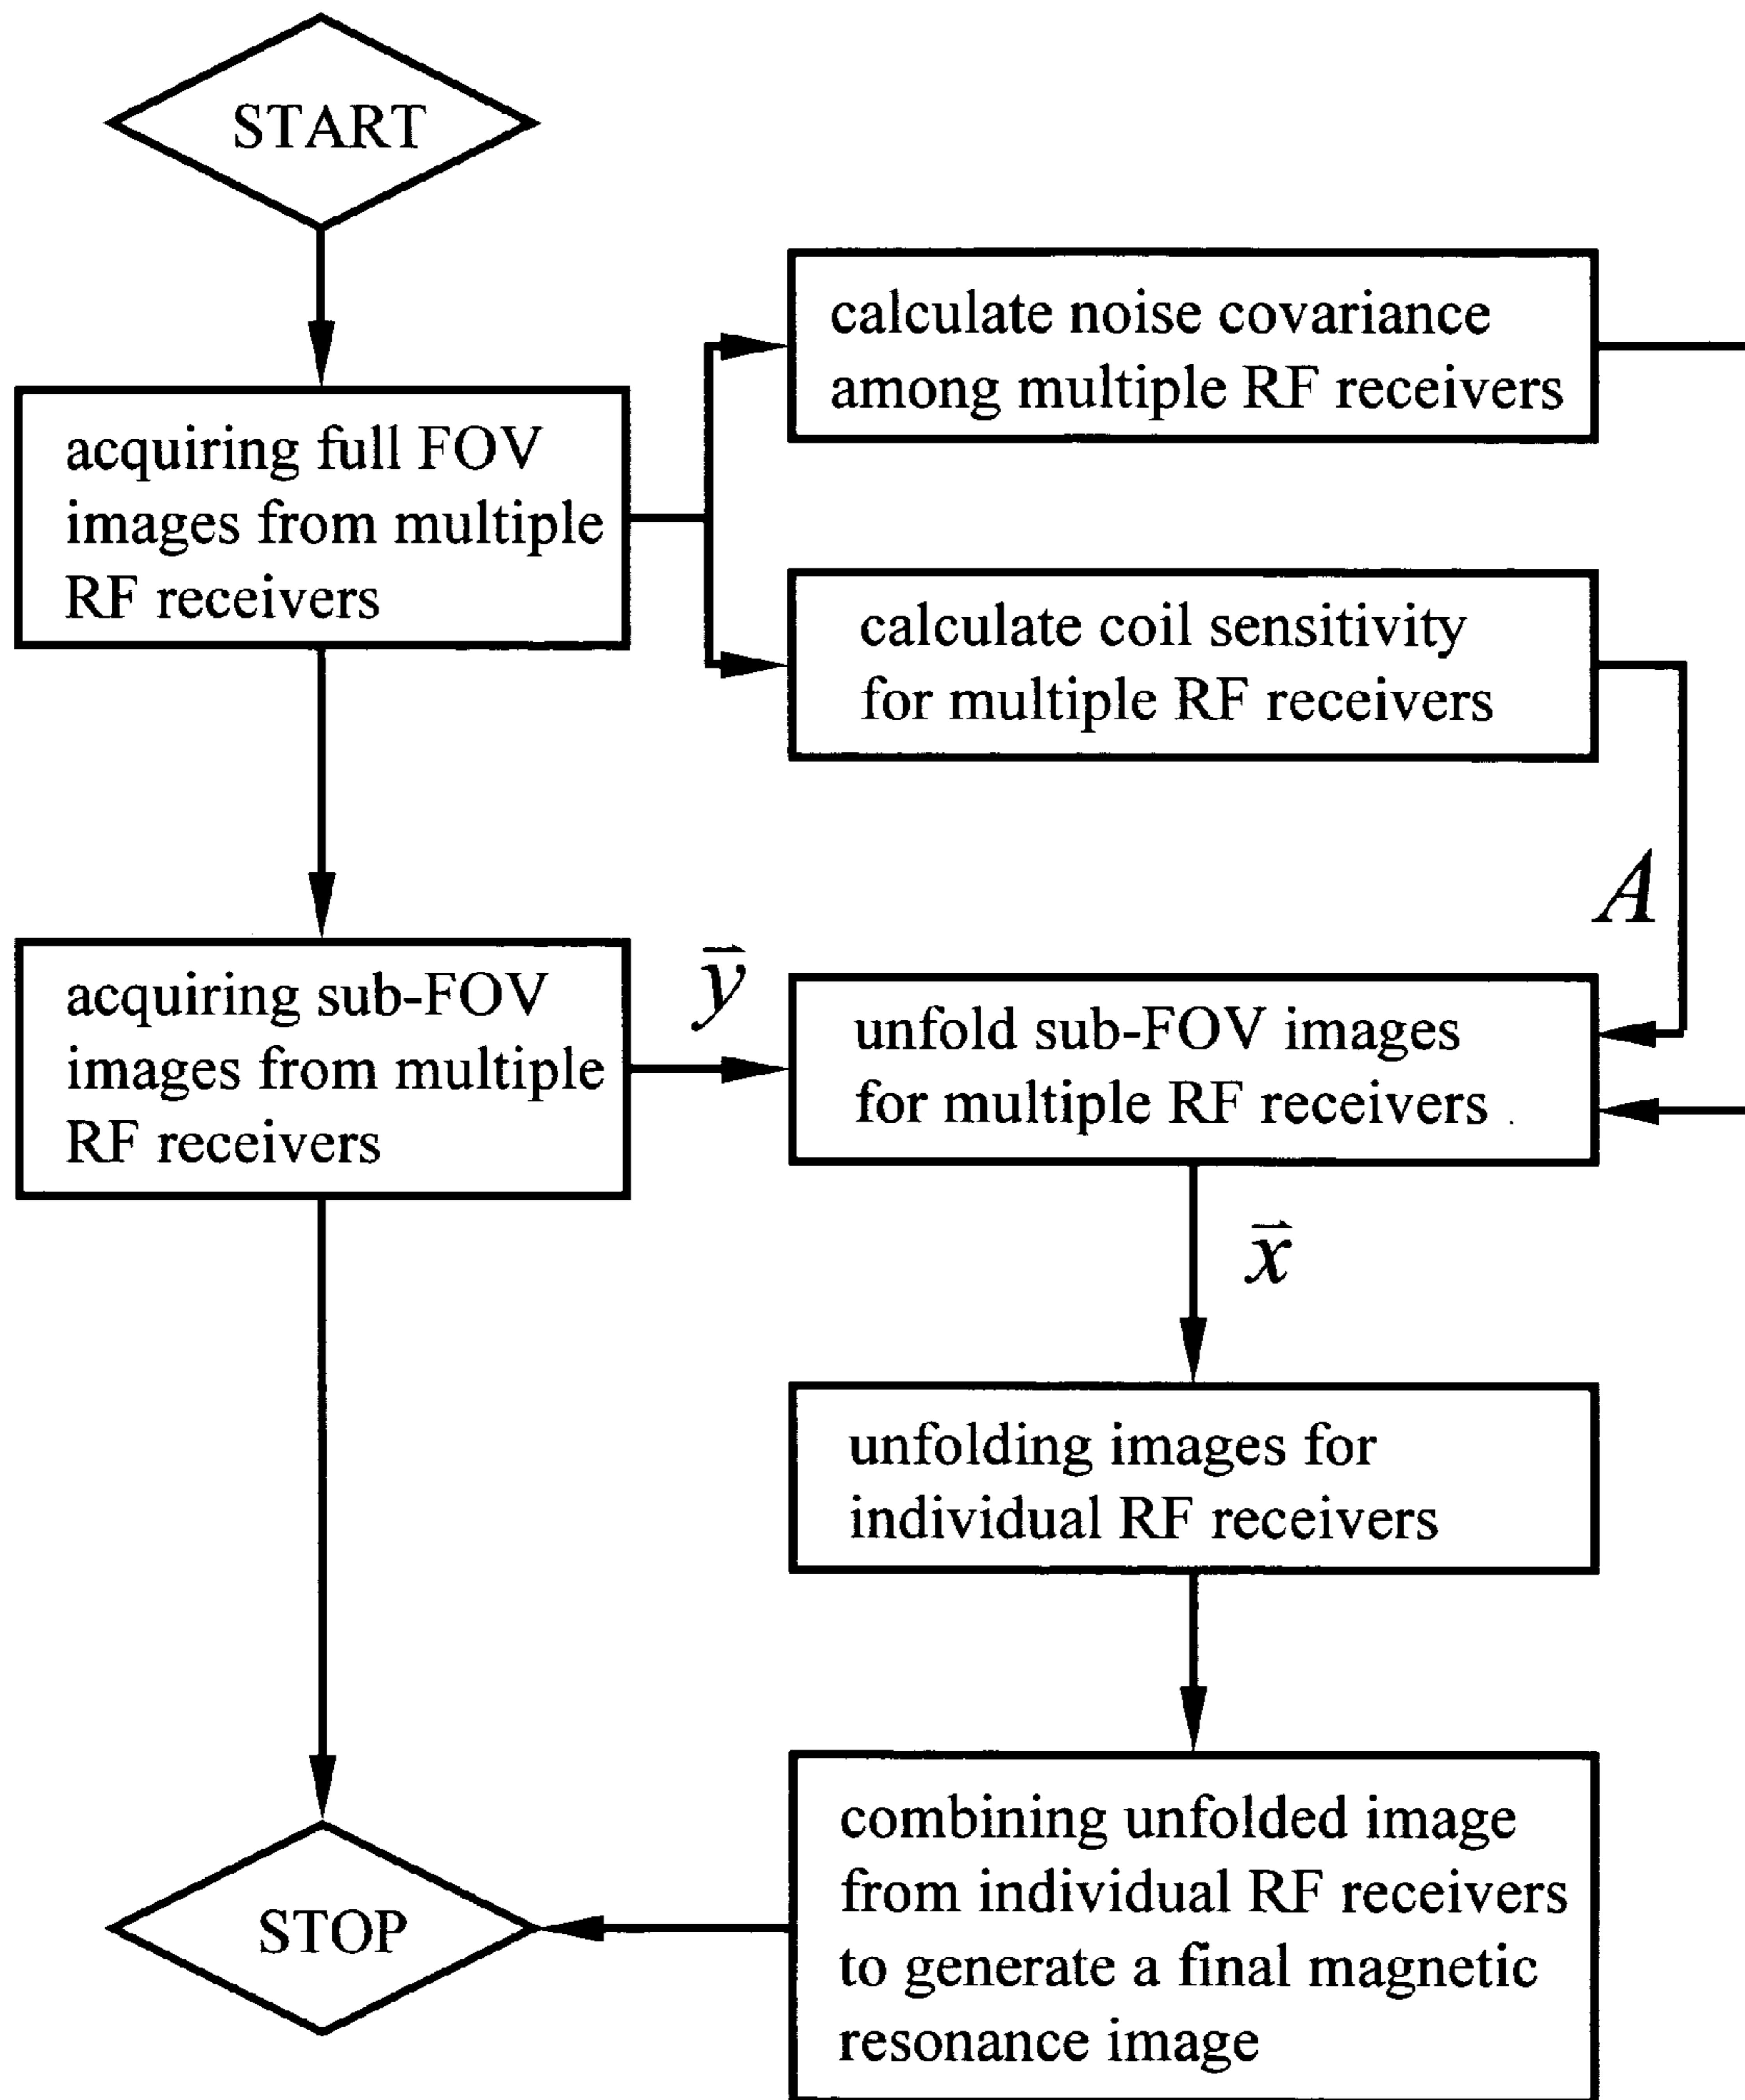 START
calculate noise covariance
among multiple RF receivers
acquiring full FOV
images from multiple
RF receivers
calculate coil sensitivity
for multiple RF receivers
A
acquiring sub-FOV
images from multiple
RF receivers
y⃗
unfold sub-FOV images
for multiple RF receivers
x⃗
unfolding images for
individual RF receivers
combining unfolded image
from individual RF receivers
to generate a final magnetic
resonance image
STOP